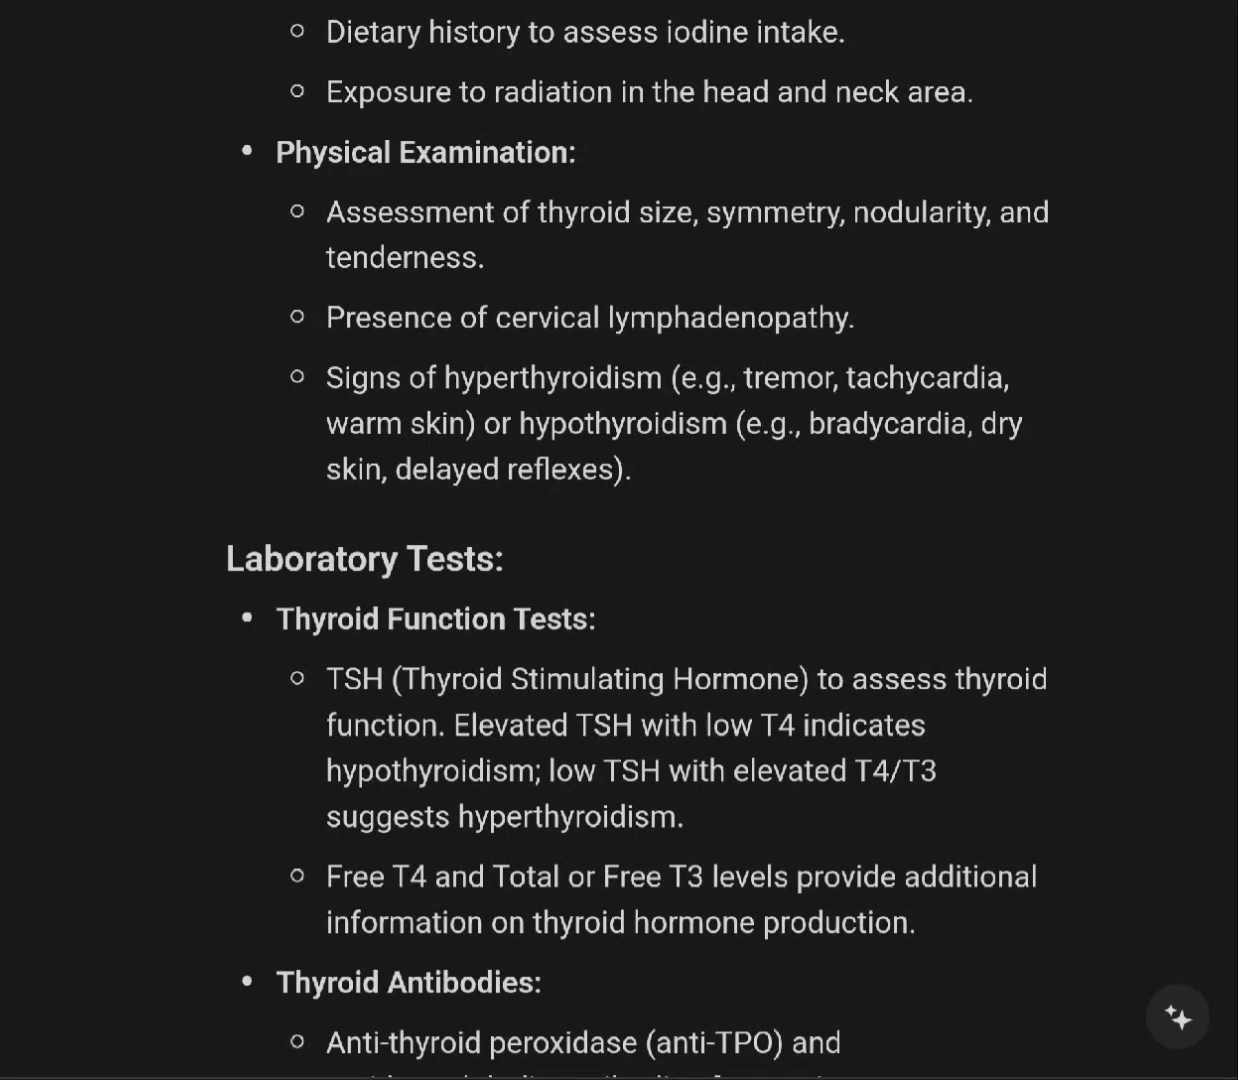 Dietary history to assess iodine intake.
Exposure to radiation in the head and neck area.
Physical Examination:
Assessment of thyroid size, symmetry, nodularity, and
tenderness.
Presence of cervical lymphadenopathy.
Signs of hyperthyroidism (e.g., tremor, tachycardia,
warm skin) or hypothyroidism (e.g., bradycardia, dry
skin, delayed reflexes).
Laboratory Tests:
Thyroid Function Tests:
TSH (Thyroid Stimulating Hormone) to assess thyroid
function. Elevated TSH with low T4 indicates
hypothyroidism; low TSH with elevated T4/T3
suggests hyperthyroidism.
Free T4 and Total or Free T3 levels provide additional
information on thyroid hormone production.
Thyroid Antibodies:
Anti-thyroid peroxidase (anti-TPO) and